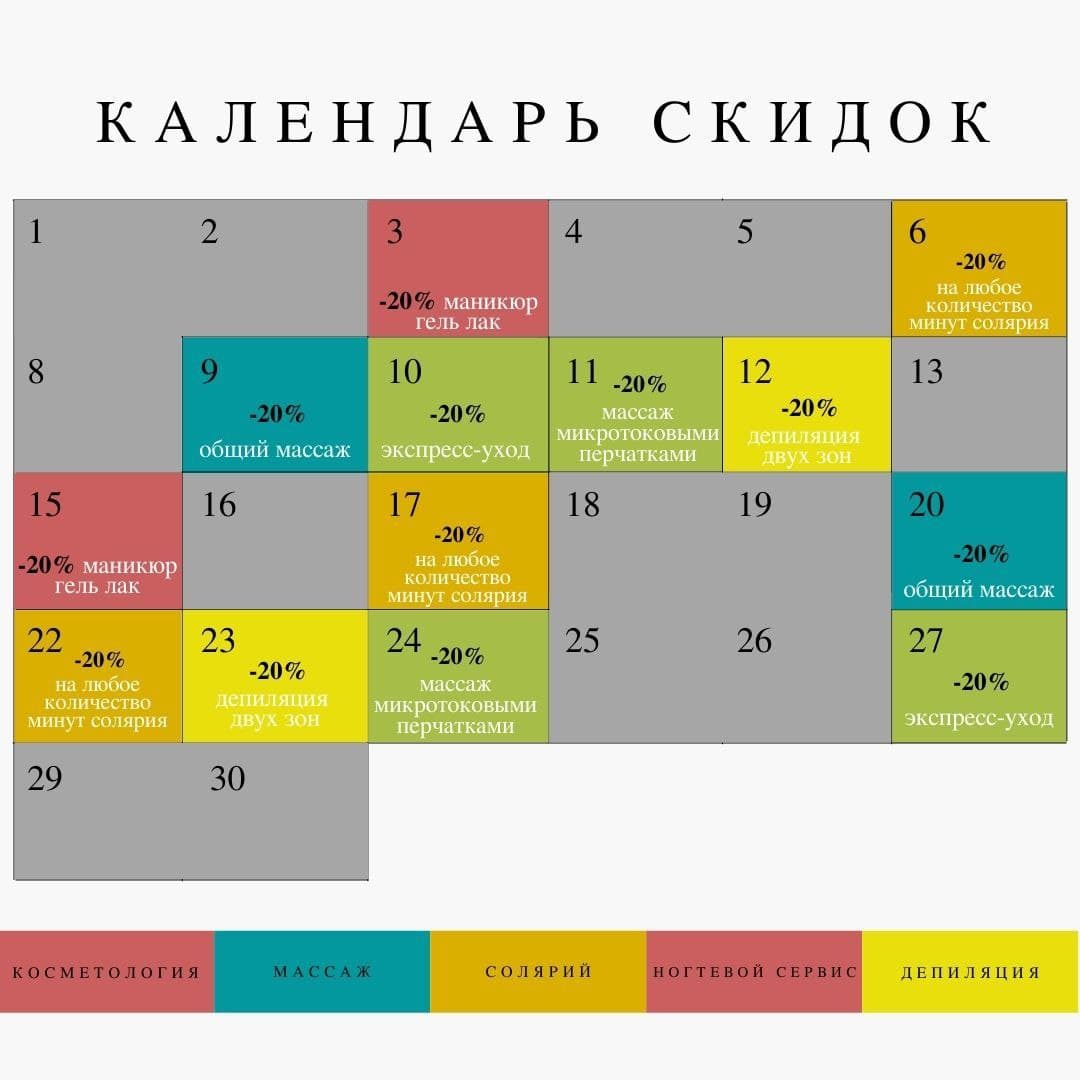 КАЛЕНДАРЬ СКИДОК
1
2
3
-20% маникюр
гель лак
4
5
6
-20%
на любое
количество
минут солярия
8
9
-20%
общий массаж
10
-20%
экспресс-уход
11 -20%
массаж
микротоковыми
перчатками
12
-20%
депиляция
двух зон
13
15
-20% маникюр
гель лак
16
17
-20%
на любое
количество
минут солярия
18
19
20
-20%
общий массаж
22 -20%
на любое
количество
минут солярия
23
-20%
депиляция
двух зон
24 -20%
массаж
микротоковыми
перчатками
25
26
27
-20%
экспресс-уход
29
30
КОСМЕТОЛОГИЯ
МАССАЖ
СОЛЯРИЙ
НОГТЕВОЙ СЕРВИС
ДЕПИЛЯЦИЯ